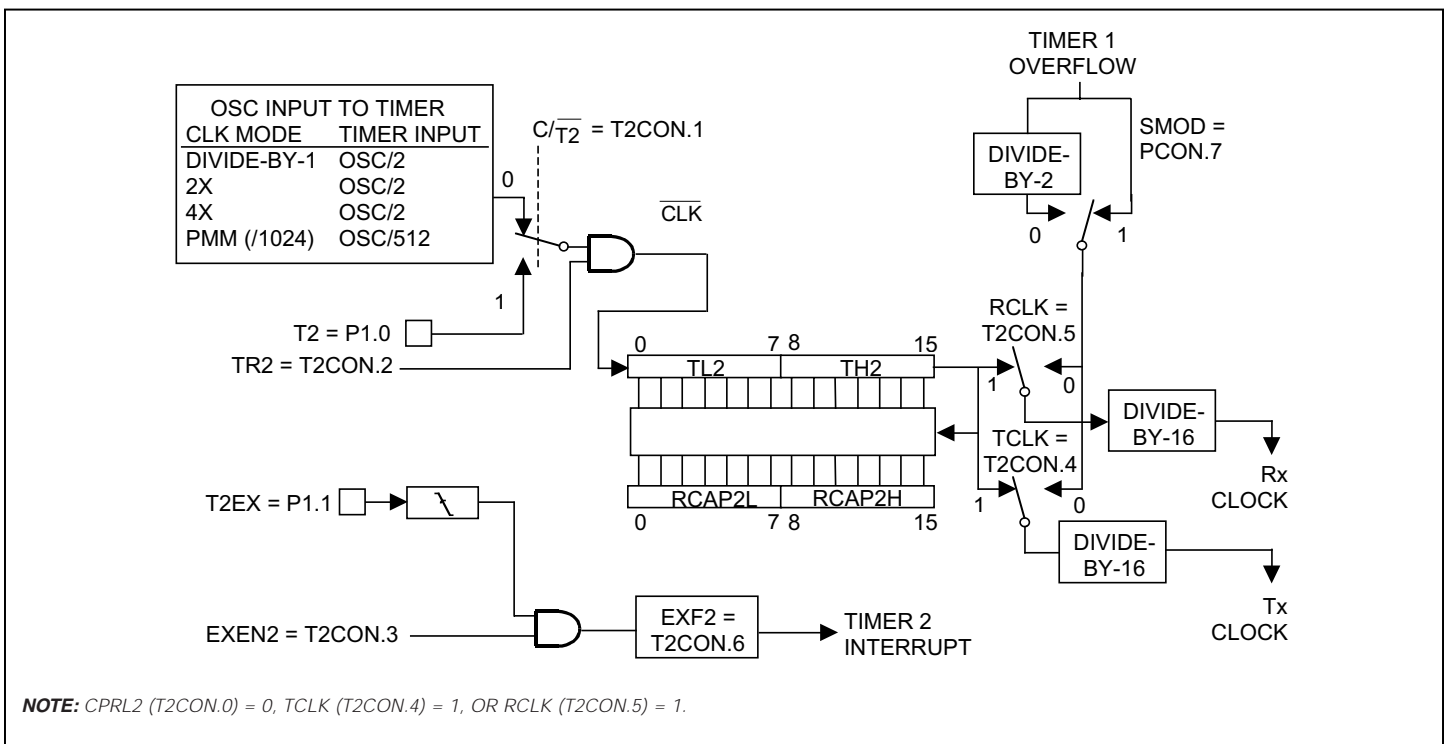 TIMER 1
OVERFLOW
OSC INPUT TO TIMER
CLK MODE TIMER INPUT
DIVIDE-BY-1 OSC/2
2X OSC/2
4X OSC/2
PMM (/1024) OSC/512
C/T2 = T2CON.1
SMOD =
PCON.7
DIVIDE-
BY-2
0
CLK
0
1
1
T2 = P1.0
TR2 = T2CON.2
RCLK =
T2CON.5
0
7
8
15
TL2
TH2
1
0
DIVIDE-
BY-16
TCLK =
T2CON.4
Rx
CLOCK
T2EX = P1.1
RCAP2L
RCAP2H
0
7
8
15
1
0
DIVIDE-
BY-16
Tx
CLOCK
EXEN2 = T2CON.3
EXF2 =
T2CON.6
TIMER 2
INTERRUPT
NOTE: CPRL2 (T2CON.0) = 0, TCLK (T2CON.4) = 1, OR RCLK (T2CON.5) = 1.